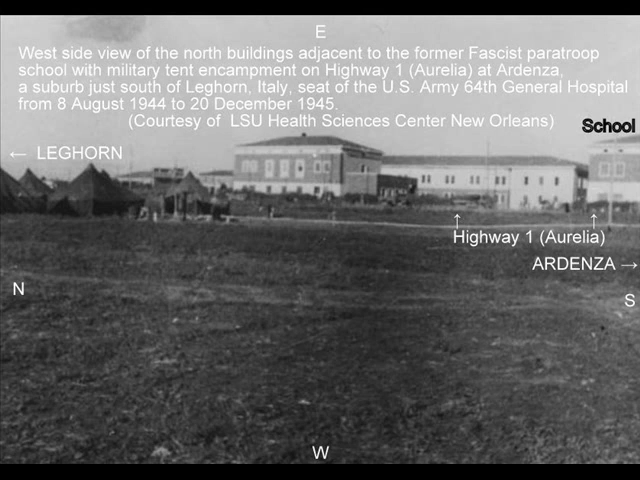 E
West side view of the north buildings adjacent to the former Fascist paratroop
school with military tent encampment on Highway 1 (Aurelia) at Ardenza,
a suburb just south of Leghorn, Italy, seat of the U.S. Army 64th General Hospital
from 8 August 1944 to 20 December 1945.
(Courtesy of LSU Health Sciences Center New Orleans)
School
← LEGHORN
↑ ↑
Highway 1 (Aurelia)
ARDENZA →
N
S
W